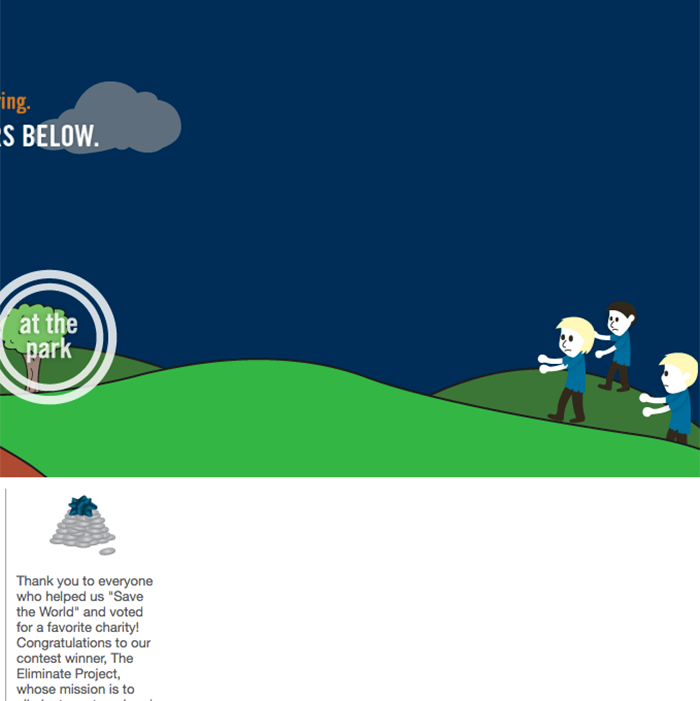 ing.
S BELOW.
at the
park
Thank you to everyone
who helped us "Save
the World" and voted
for a favorite charity!
Congratulations to our
contest winner, The
Eliminate Project,
whose mission is to